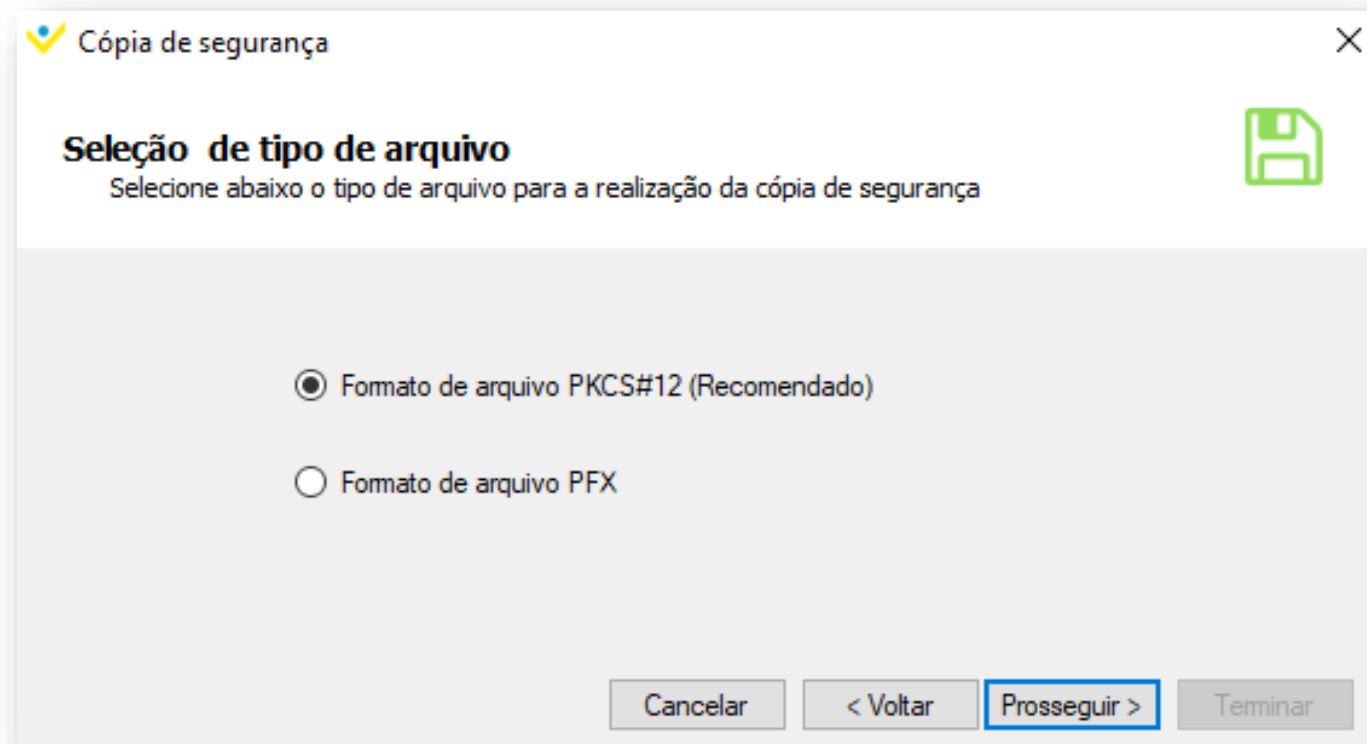 Cópia de segurança
Seleção  de tipo de arquivo
Selecione abaixo o tipo de arquivo para a realização da cópia de segurança
Formato de arquivo PKCS#12 (Recomendado)
Formato de arquivo PFX
Cancelar
< Voltar
Prosseguir >
Terminar